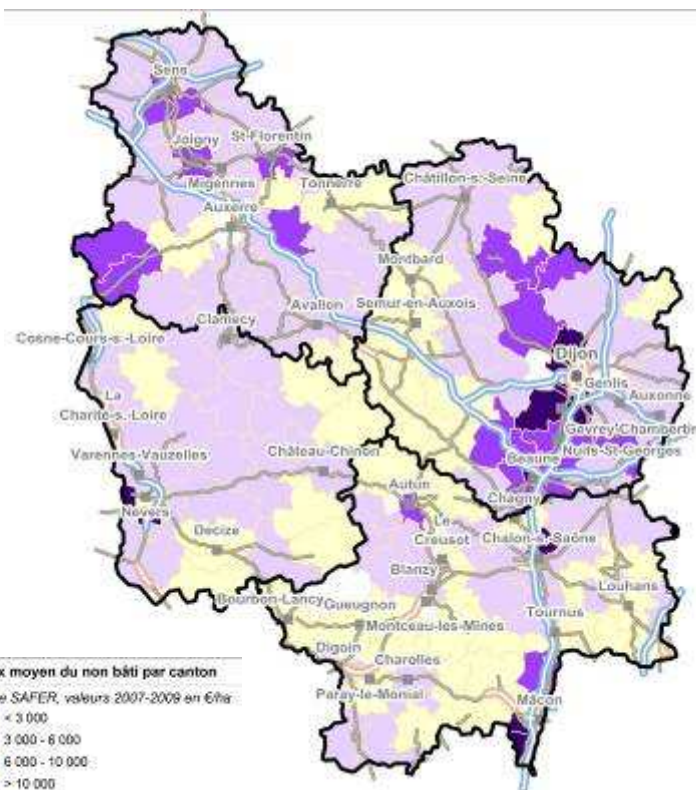 Sens
Joigny
St-Florentin
Migennes
Tonnerre
Châtillon-s.-Seine
Auxerre
Montbard
Avallon
Semur-en-Auxois
Clamecy
Cosne-Cours-s.-Loire
Dijon
Genlis
Auxonne
La
Charité-s.-Loire
Gevrey-Chambertin
Nuits-St-Georges
Beaune
Varennes-Vauzelles
Château-Chinon
Chagny
Autun
Nevers
Le
Creusot
Chalon-s.-Saône
Decize
Blanzy
Louhans
Bourbon-Lancy
Gueugnon
Tournus
Montceau-les-Mines
Digoin
Charolles
Paray-le-Monial
Mâcon
x moyen du non bâti par canton
e SAFER, valeurs 2007-2009 en €/ha
< 3 000
3 000 - 6 000
6 000 - 10 000
> 10 000